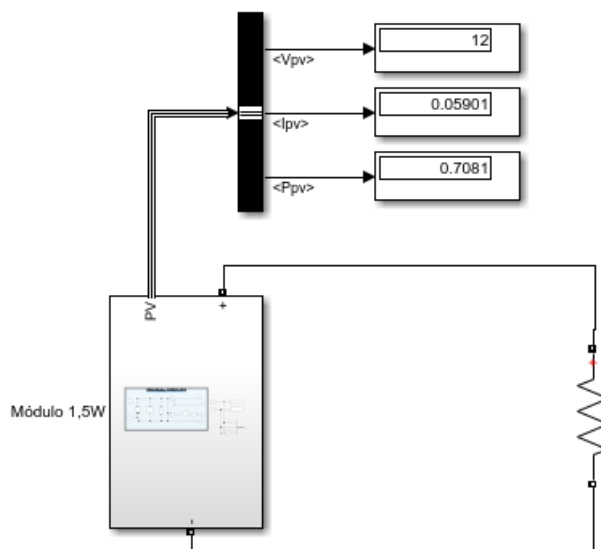 12
<Vpv>
0.05901
<Ipv>
0.7081
<Ppv>
PV
+
+
Módulo 1,5W
-